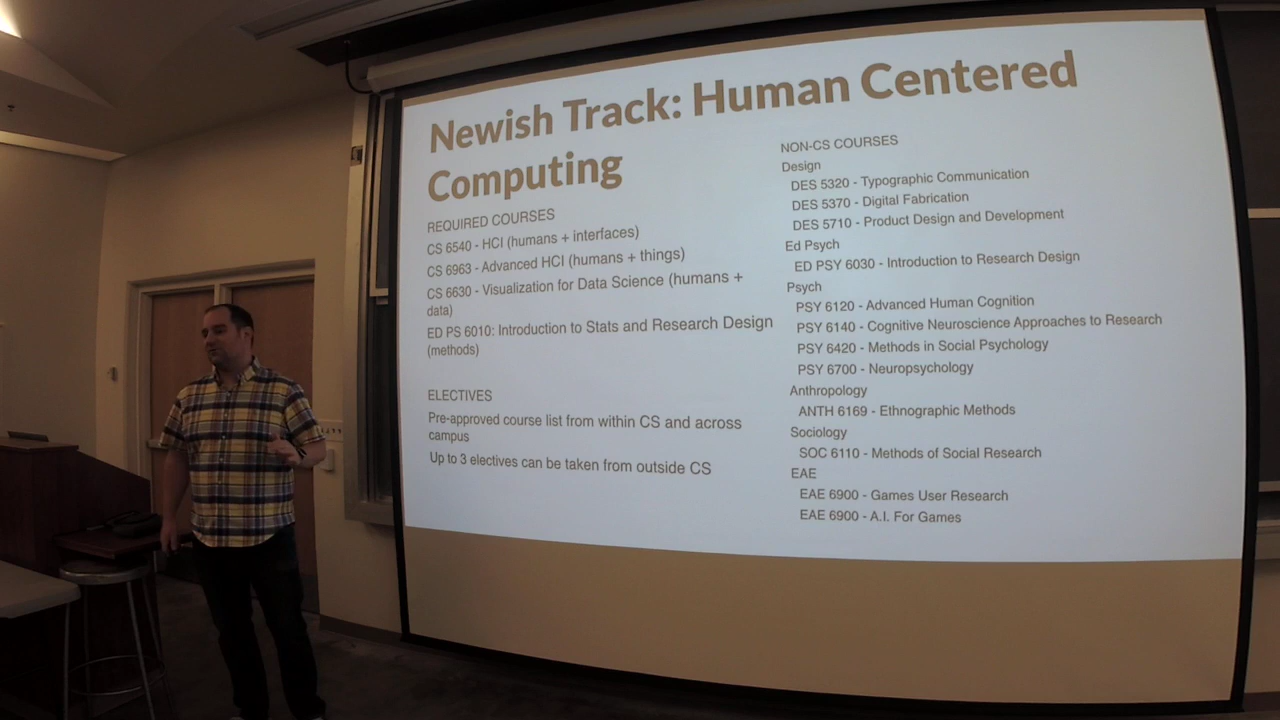 Newish Track: Human Centered
Computing
REQUIRED COURSES
CS 6540 - HCI (humans + interfaces)
CS 6963 - Advanced HCI (humans + things)
CS 6630 - Visualization for Data Science (humans +
data)
ED PS 6010: Introduction to Stats and Research Design
(methods)
ELECTIVES
Pre-approved course list from within CS and across
campus
Up to 3 electives can be taken from outside CS
NON-CS COURSES
Design
DES 5320 - Typographic Communication
DES 5370 - Digital Fabrication
DES 5710 - Product Design and Development
Ed Psych
ED PSY 6030 - Introduction to Research Design
Psych
PSY 6120 - Advanced Human Cognition
PSY 6140 - Cognitive Neuroscience Approaches to Research
PSY 6420 - Methods in Social Psychology
PSY 6700 - Neuropsychology
Anthropology
ANTH 6169 - Ethnographic Methods
Sociology
SOC 6110 - Methods of Social Research
EAE
EAE 6900 - Games User Research
EAE 6900 - A.I. For Games